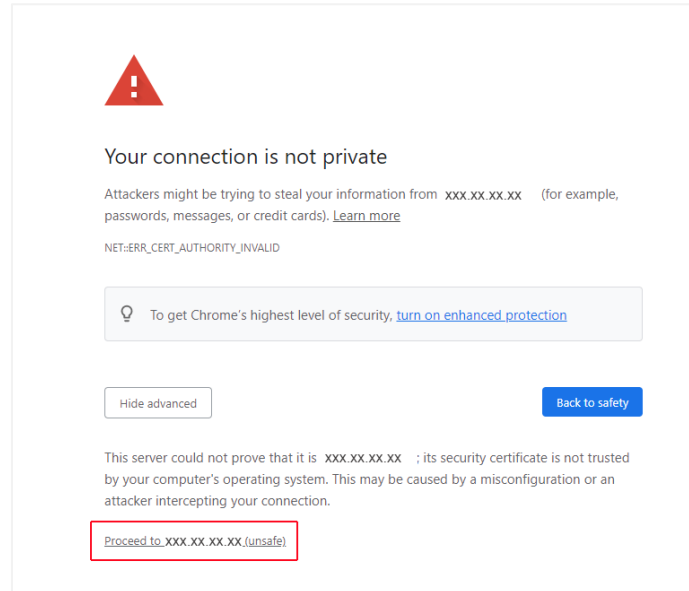 Your connection is not private
Attackers might be trying to steal your information from xxx.xx.xx.xx (for example,
passwords, messages, or credit cards). Learn more
NET::ERR_CERT_AUTHORITY_INVALID
To get Chrome's highest level of security, turn on enhanced protection
Hide advanced
Back to safety
This server could not prove that it is xxx.xx.xx.xx ; its security certificate is not trusted
by your computer's operating system. This may be caused by a misconfiguration or an
attacker intercepting your connection.
Proceed to xxx.xx.xx.xx (unsafe)